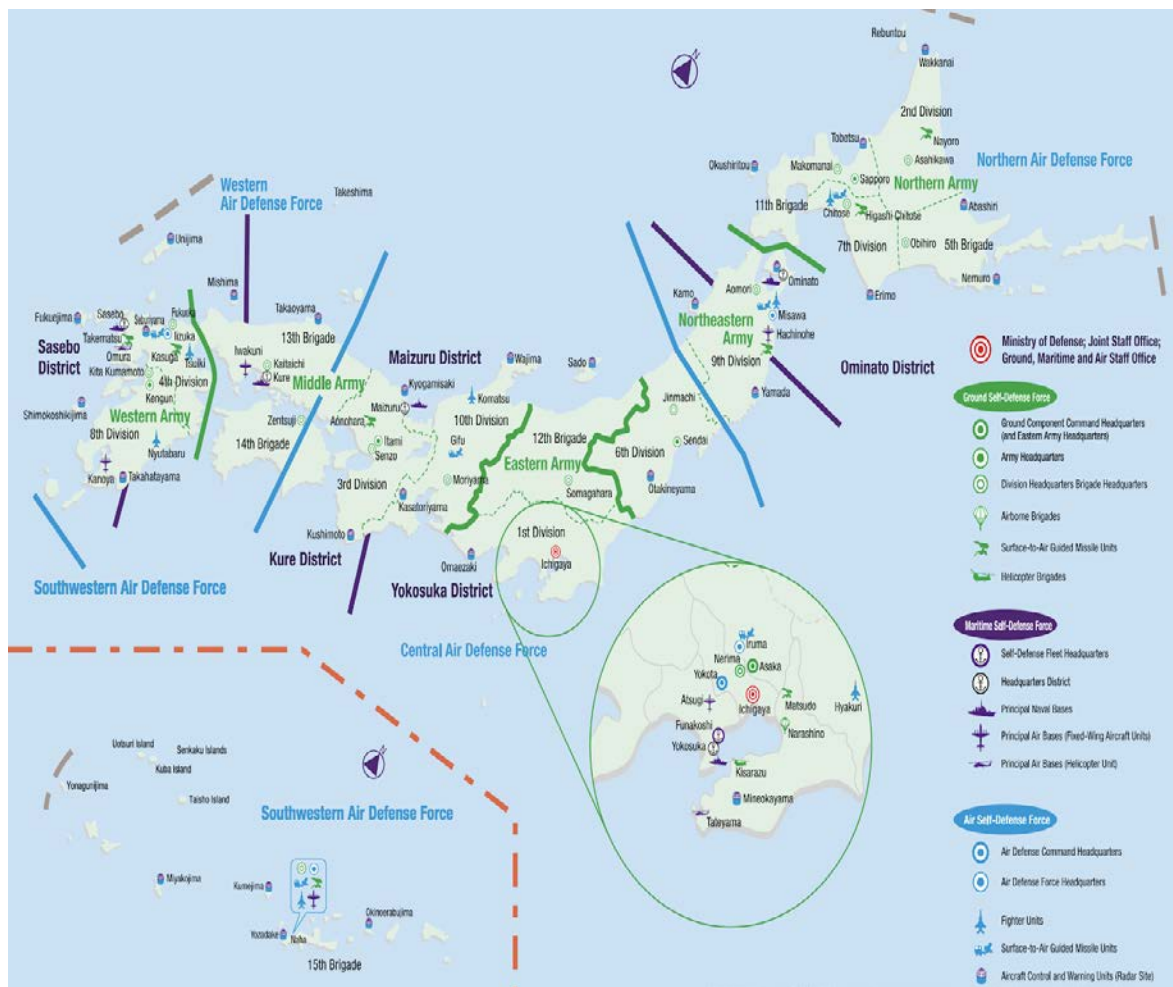 Rebuntou
Wakkanai
2nd Division
Nayoro
Tobetsu
Okushiritou
Makomanai
Asahikawa
Northern Air Defense Force
Sapporo
Northern Army
11th Brigade
Chitose
Higashi Chitose
Abashiri
7th Division
Obihiro
5th Brigade
Nemuro
Erimo
N
Western
Air Defense Force
Takeshima
Unijima
Mishima
Takaoyama
Fukuejima
Sasebo
Fukuoka
Iizuka
Takematsu
Omura
Kasuga
Tsuiki
Sasebo
District
Kita Kumamoto
4th Division
Kengun
Western Army
Shimokoshikijima
8th Division
Nyutabaru
Kanoya
Takahatayama
13th Brigade
Iwakuni
Kaitaichi
Kure
Middle Army
Zentsuji
14th Brigade
Maizuru District
Kyogamisaki
Maizuru
Aonohara
Itami
Senzo
3rd Division
Kushimoto
Kure District
Wajima
Sado
Komatsu
10th Division
Gifu
Moriyama
Kasatoriyama
12th Brigade
Eastern Army
Somagahara
1st Division
Ichigaya
Omaezaki
Yokosuka District
Central Air Defense Force
Southwestern Air Defense Force
Kamo
Aomori
Ominato
Misawa
Northeastern
Army
Hachinohe
9th Division
Yamada
Ominato District
Jinmachi
6th Division
Sendai
Otakineyama
Iruma
Nerima
Asaka
Yokota
Ichigaya
Atsugi
Matsudo
Hyakuri
Funakoshi
Narashino
Yokosuka
Kisarazu
Mineokayama
Tateyama
Uoburi Island
Senkaku Islands
Kuba Island
Yonagunijima
Taisho Island
Southwestern Air Defense Force
Miyakojima
Kumejima
Okinoerabujima
Yozadake
Naha
15th Brigade
Ministry of Defense; Joint Staff Office;
Ground, Maritime and Air Staff Office
Ground Self-Defense Force
Ground Component Command Headquarters
(and Eastern Army Headquarters)
Army Headquarters
Division Headquarters Brigade Headquarters
Airborne Brigades
Surface-to-Air Guided Missile Units
Helicopter Brigades
Maritime Self-Defense Force
Self-Defense Fleet Headquarters
Headquarters District
Principal Naval Bases
Principal Air Bases (Fixed-Wing Aircraft Units)
Principal Air Bases (Helicopter Unit)
Air Self-Defense Force
Air Defense Command Headquarters
Air Defense Force Headquarters
Fighter Units
Surface-to-Air Guided Missile Units
Aircraft Control and Warning Units (Radar Site)